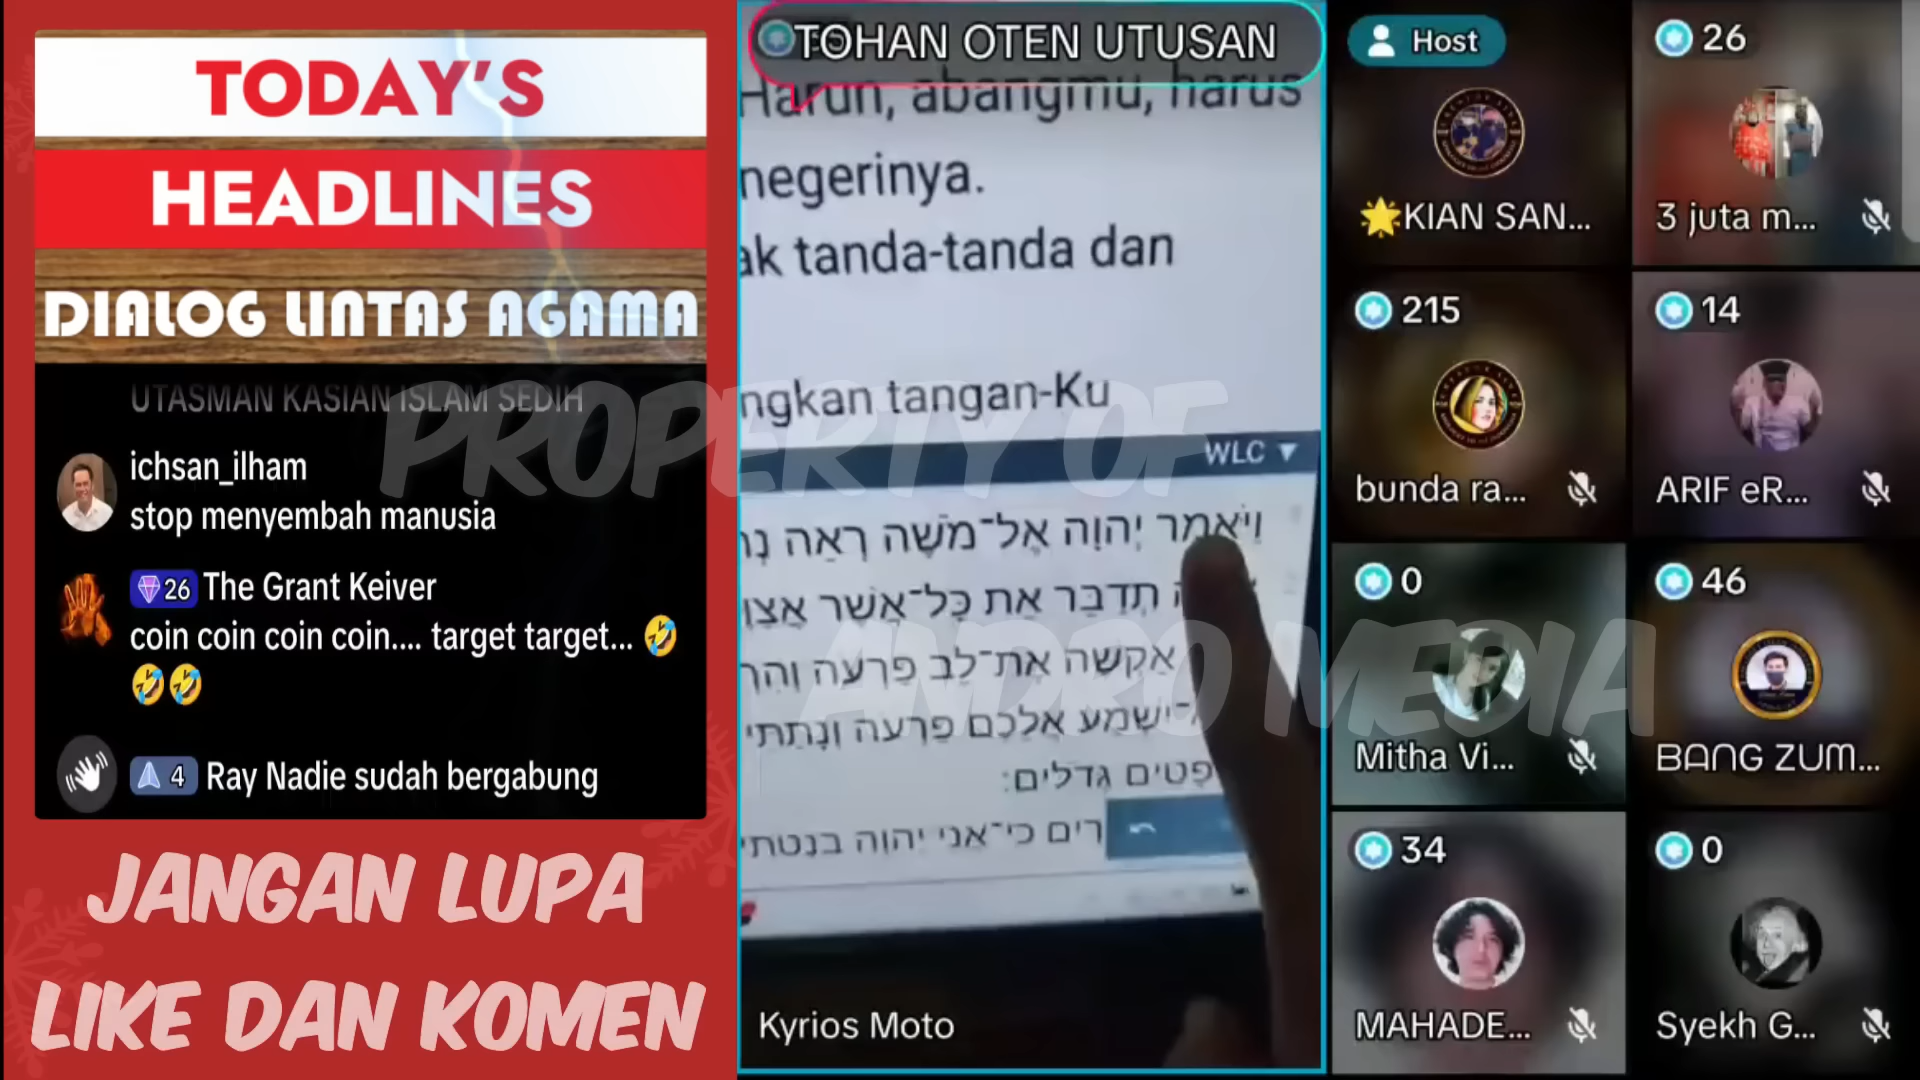 TODAY'S
HEADLINES
DIALOG LINTAS AGAMA
UTASMAN KASIAN ISLAM SEDIH
ichsan_ilham
stop menyembah manusia
26 The Grant Keiver
coin coin coin coin.... target target... 🤣
🤣🤣
4 Ray Nadie sudah bergabung
JANGAN LUPA
LIKE DAN KOMEN
PROPERTY OF
ANDRO MEDIA
TOHAN OTEN UTUSAN
Harun, abangmu, harus
negerinya.
tanda-tanda dan
tangan-Ku
WLC ▼
וַיֹּאמֶר יְהוָה אֶל־מֹשֶׁה רְאֵה
תְדַבֵּר אֵת כָּל־אֲשֶׁר
אַקְשֶׁה אֶת־לֵב פַּרְעֹה
יִשְׁמַע אֲלֵכֶם פַּרְעֹה וְנָתַתִּי
גְּדֹלִים:
כִּי־אֲנִי יְהוָה
Kyrios Moto
Host
🌟KIAN SAN...
26
3 juta m...
215
bunda ra...
14
ARIF eR...
0
Mitha Vi...
46
BANG ZUM...
34
MAHADE...
0
Syekh G...